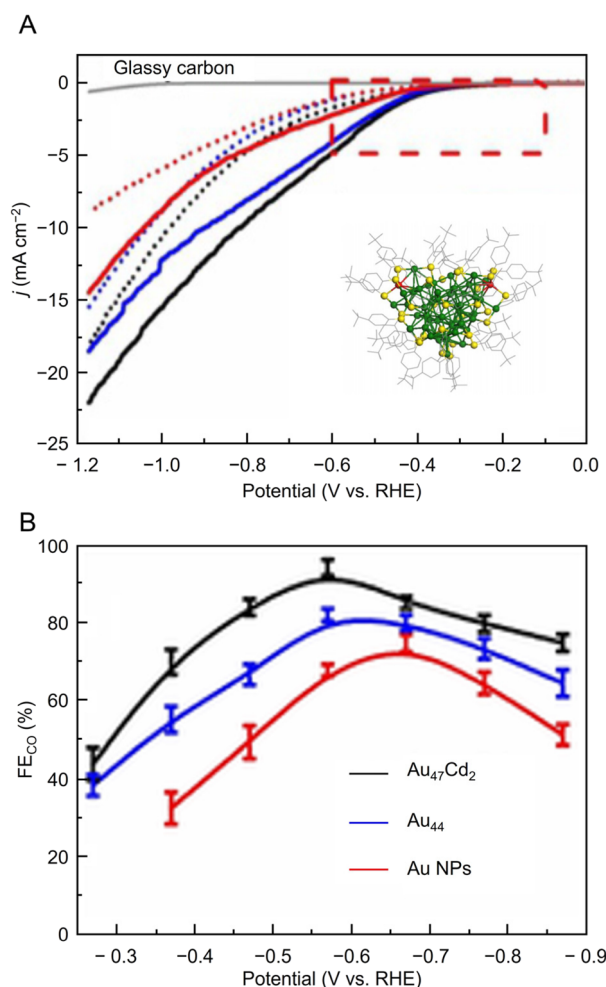 A
Glassy carbon
0
−5
−10
−15
−20
−25
j (mA cm⁻²)
− 1.2 −1.0 −0.8 −0.6 −0.4 −0.2 0.0
Potential (V vs. RHE)
B
100
80
60
40
20
0
FE_CO (%)
Au₄₇Cd₂
Au₄₄
Au NPs
− 0.3 −0.4 −0.5 −0.6 −0.7 −0.8 − 0.9
Potential (V vs. RHE)